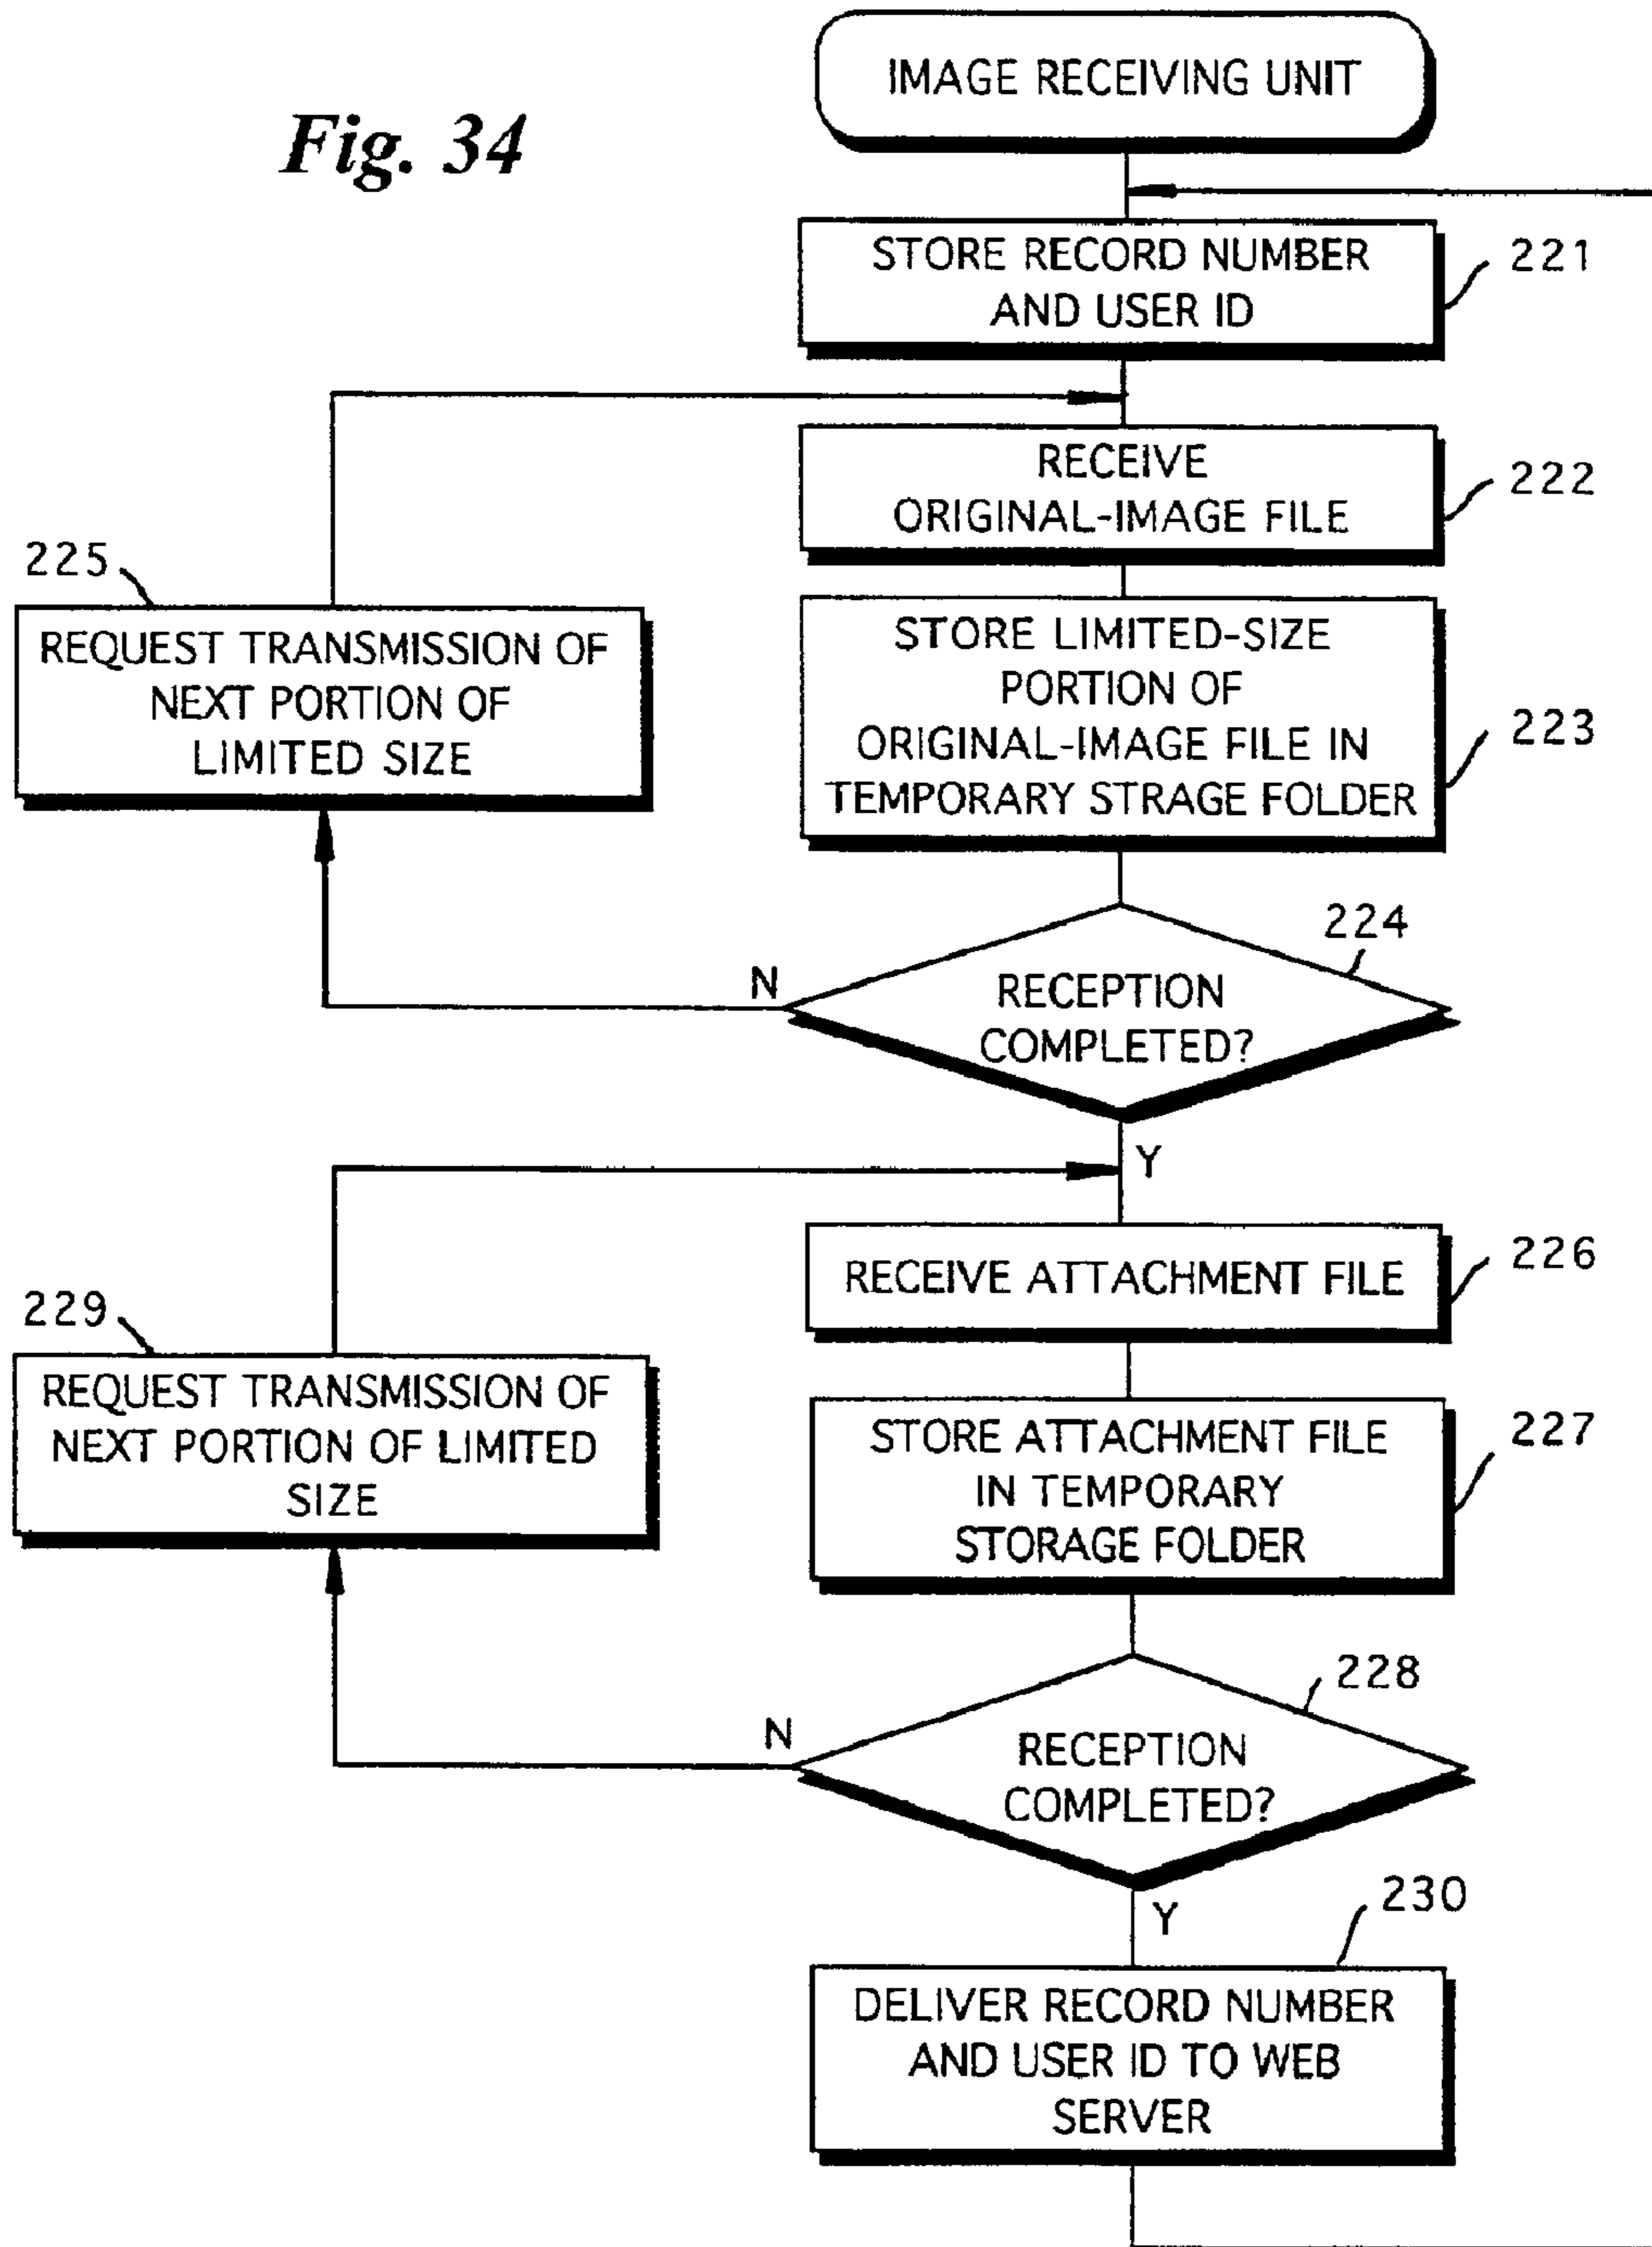 Fig. 34
IMAGE RECEIVING UNIT
STORE RECORD NUMBER
AND USER ID
221
RECEIVE
ORIGINAL-IMAGE FILE
222
225
REQUEST TRANSMISSION OF
NEXT PORTION OF
LIMITED SIZE
STORE LIMITED-SIZE
PORTION OF
ORIGINAL-IMAGE FILE IN
TEMPORARY STRAGE FOLDER
223
224
N
RECEPTION
COMPLETED?
Y
RECEIVE ATTACHMENT FILE
226
229
REQUEST TRANSMISSION OF
NEXT PORTION OF LIMITED
SIZE
STORE ATTACHMENT FILE
IN TEMPORARY
STORAGE FOLDER
227
228
N
RECEPTION
COMPLETED?
Y
230
DELIVER RECORD NUMBER
AND USER ID TO WEB
SERVER